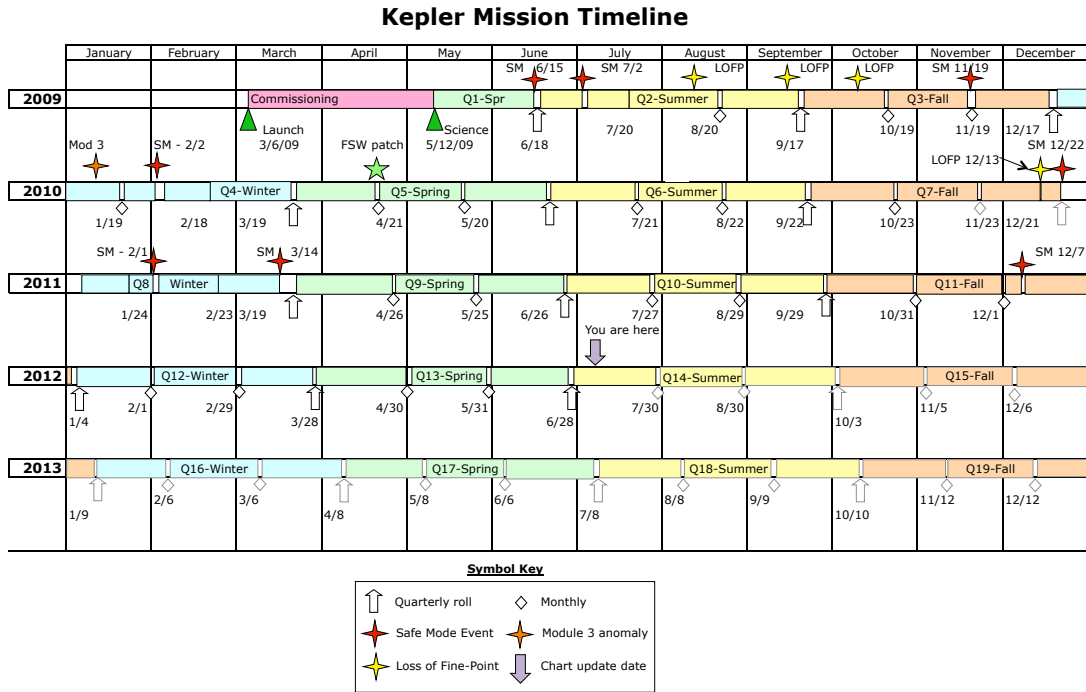 Kepler Mission Timeline
January February March April May June July August September October November December
SM 6/15 SM 7/2 LOFP LOFP LOFP SM 11/19
2009 Commissioning Q1-Spr Q2-Summer Q3-Fall
Launch Science 7/20 8/20 10/19 11/19 12/17
3/6/09 5/12/09 6/18 9/17
Mod 3 SM - 2/2 FSW patch SM 12/22
LOFP 12/13
2010 Q4-Winter Q5-Spring Q6-Summer Q7-Fall
1/19 2/18 3/19 4/21 5/20 7/21 8/22 9/22 10/23 11/23 12/21
SM - 2/1 SM 3/14 SM 12/7
2011 Q8 Winter Q9-Spring Q10-Summer Q11-Fall
1/24 2/23 3/19 4/26 5/25 6/26 7/27 8/29 9/29 10/31 12/1
You are here
2012 Q12-Winter Q13-Spring Q14-Summer Q15-Fall
2/1 2/29 4/30 5/31 7/30 8/30 11/5 12/6
1/4 3/28 6/28 10/3
2013 Q16-Winter Q17-Spring Q18-Summer Q19-Fall
2/6 3/6 5/8 6/6 8/8 9/9 11/12 12/12
1/9 4/8 7/8 10/10
Symbol Key
Quarterly roll Monthly
Safe Mode Event Module 3 anomaly
Loss of Fine-Point Chart update date